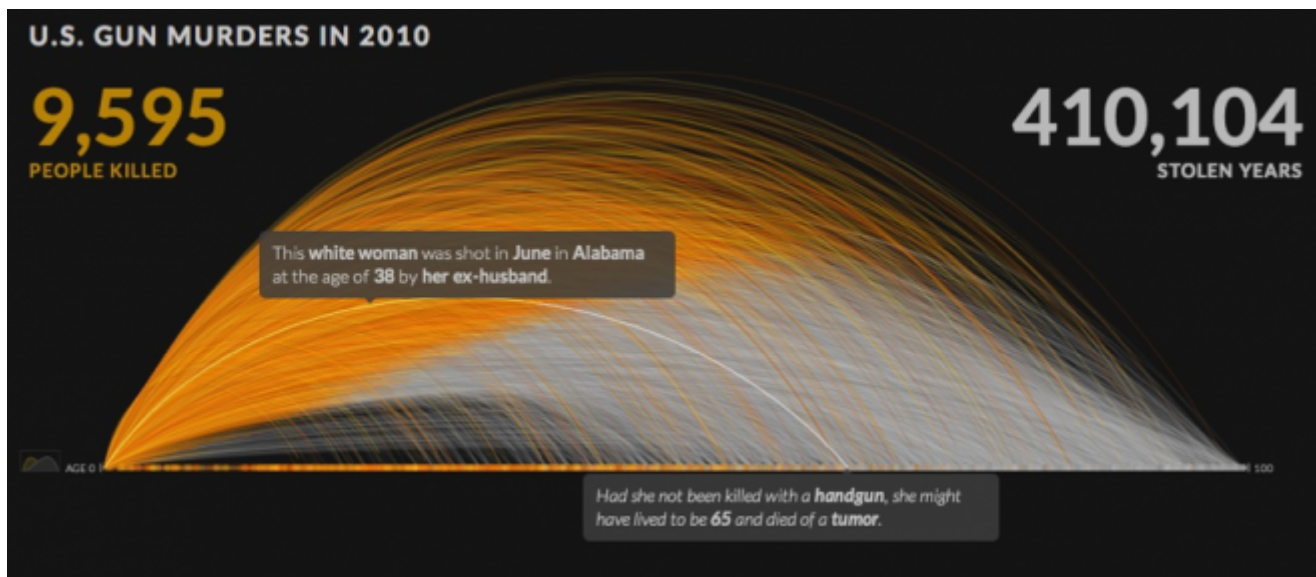 U.S. GUN MURDERS IN 2010
9,595
PEOPLE KILLED
410,104
STOLEN YEARS
This white woman was shot in June in Alabama
at the age of 38 by her ex-husband.
AGE 0
100
Had she not been killed with a handgun, she might
have lived to be 65 and died of a tumor.